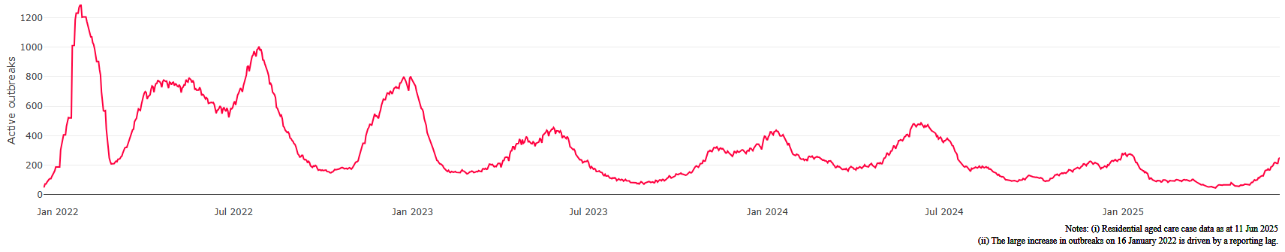 1200
1000
800
600
400
200
0
Active outbreaks
Jan 2022 Jul 2022 Jan 2023 Jul 2023 Jan 2024 Jul 2024 Jan 2025
Notes: (i) Residential aged care case data as at 11 Jun 2025
(ii) The large increase in outbreaks on 16 January 2022 is driven by a reporting lag.